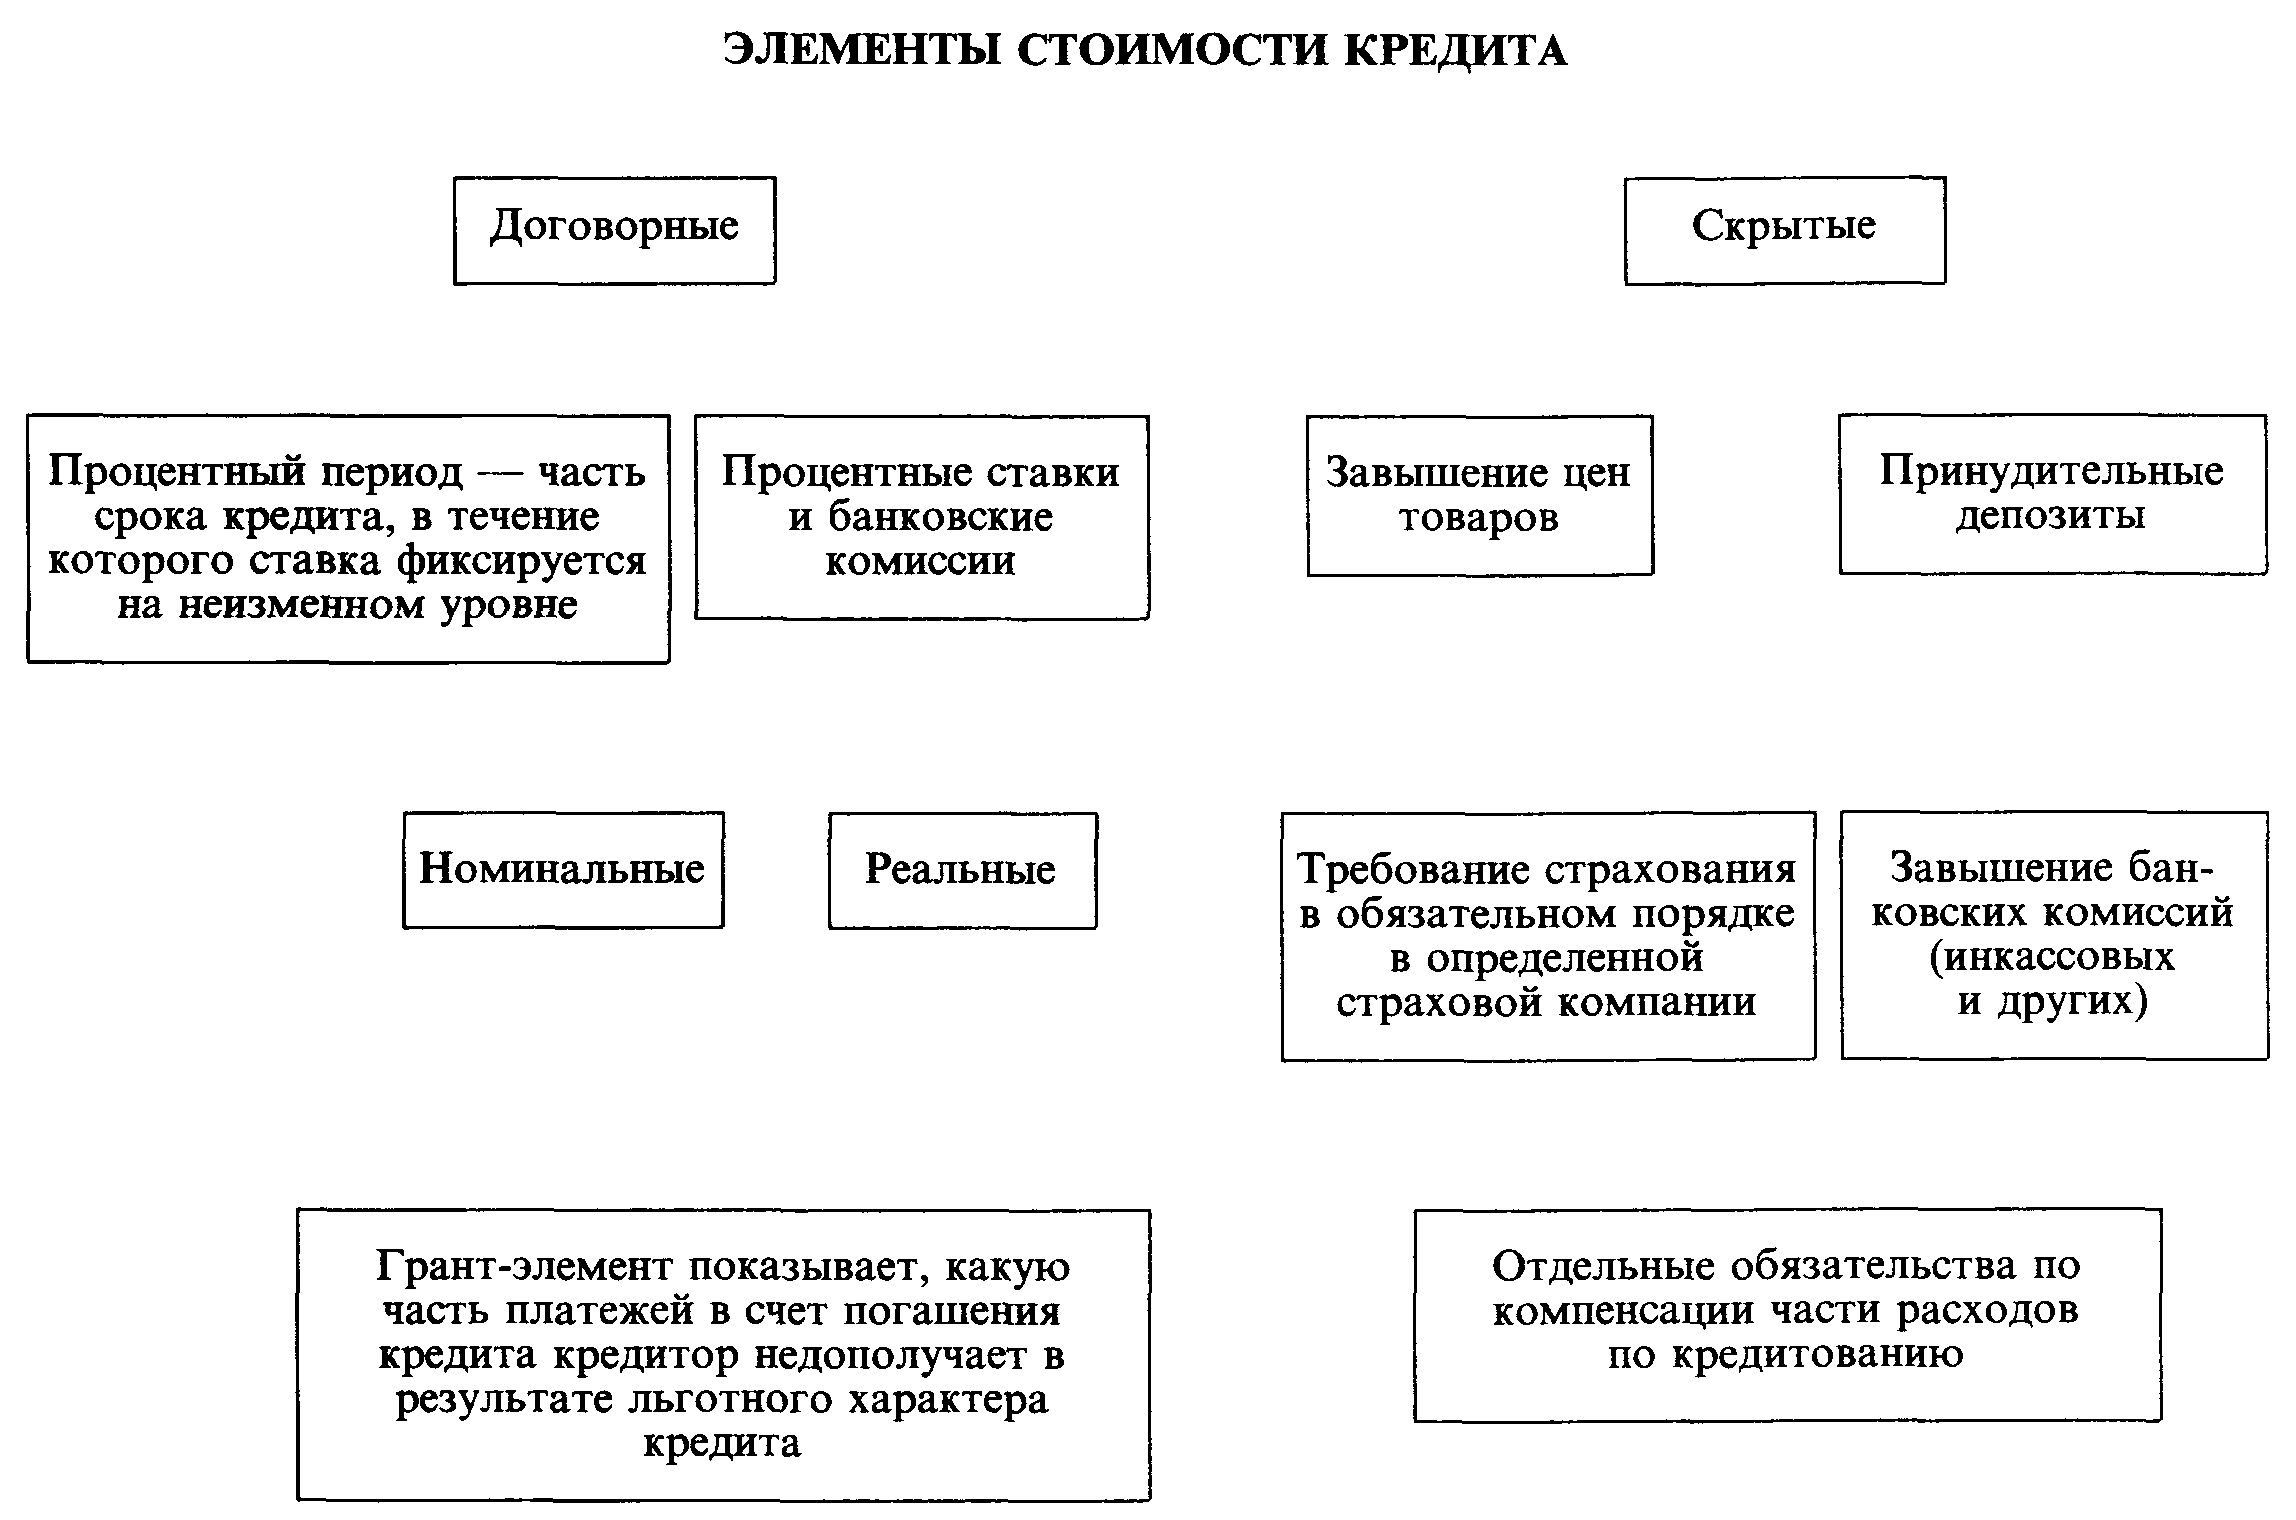 ЭЛЕМЕНТЫ СТОИМОСТИ КРЕДИТА
Договорные
Скрытые
Процентный период — часть
срока кредита, в течение
которого ставка фиксируется
на неизменном уровне
Процентные ставки
и банковские
комиссии
Завышение цен
товаров
Принудительные
депозиты
Номинальные
Реальные
Требование страхования
в обязательном порядке
в определенной
страховой компании
Завышение бан-
ковских комиссий
(инкассовых
и других)
Грант-элемент показывает, какую
часть платежей в счет погашения
кредита кредитор недополучает в
результате льготного характера
кредита
Отдельные обязательства по
компенсации части расходов
по кредитованию